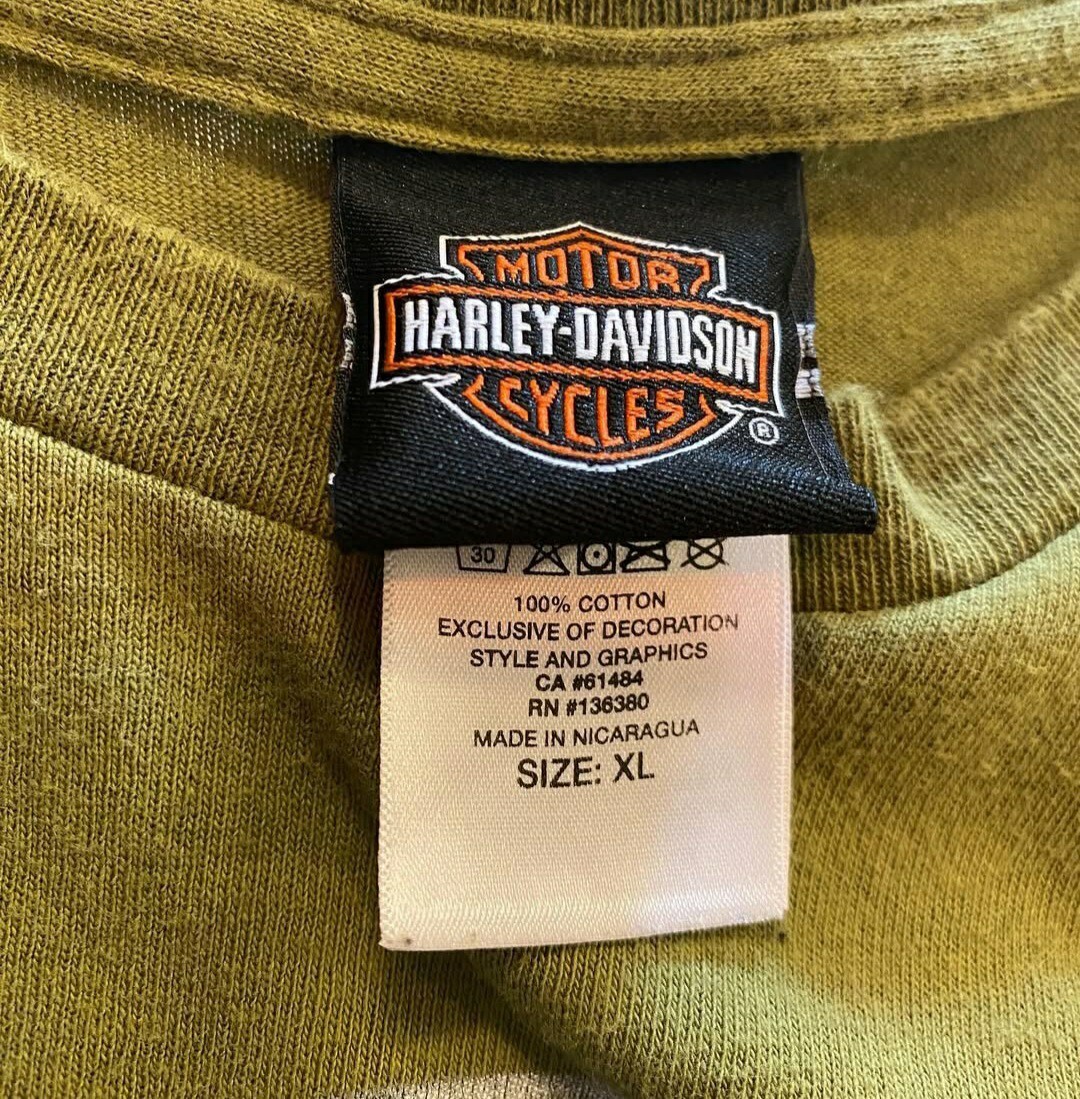 MOTOR
HARLEY-DAVIDSON
CYCLES
®
30
100% COTTON
EXCLUSIVE OF DECORATION
STYLE AND GRAPHICS
CA #61484
RN #136380
MADE IN NICARAGUA
SIZE: XL